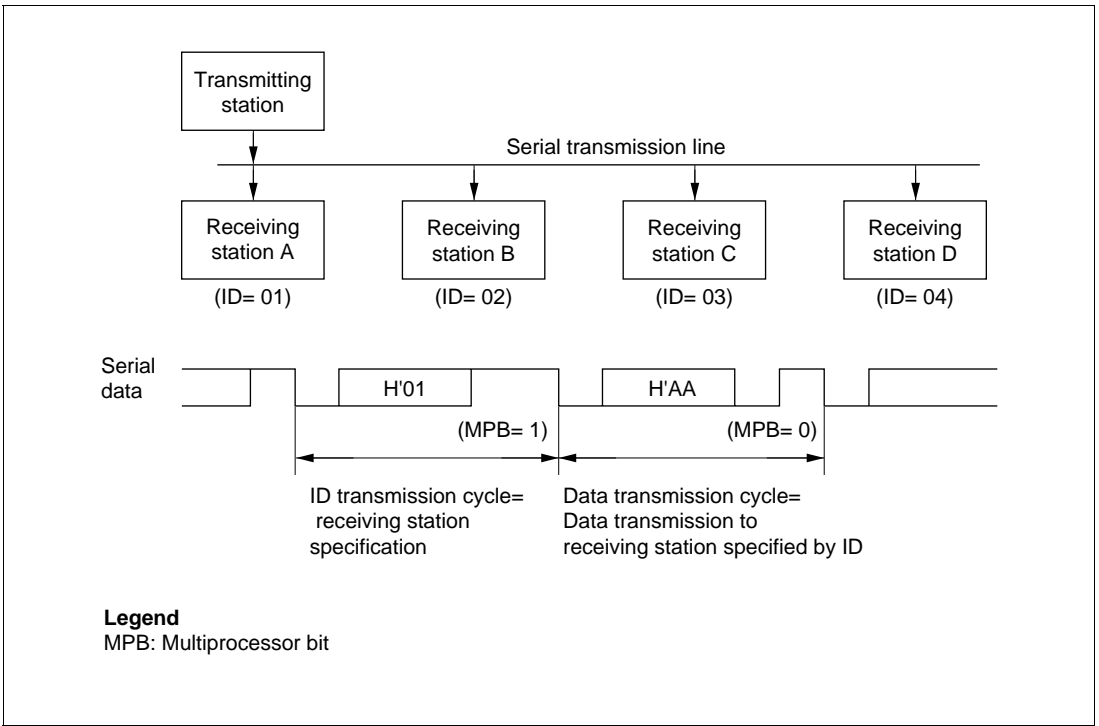 Transmitting
station
Serial transmission line
Receiving
station A
Receiving
station B
Receiving
station C
Receiving
station D
(ID= 01)
(ID= 02)
(ID= 03)
(ID= 04)
Serial
data
H'01
H'AA
(MPB= 1)
(MPB= 0)
ID transmission cycle=
receiving station
specification
Data transmission cycle=
Data transmission to
receiving station specified by ID
Legend
MPB: Multiprocessor bit